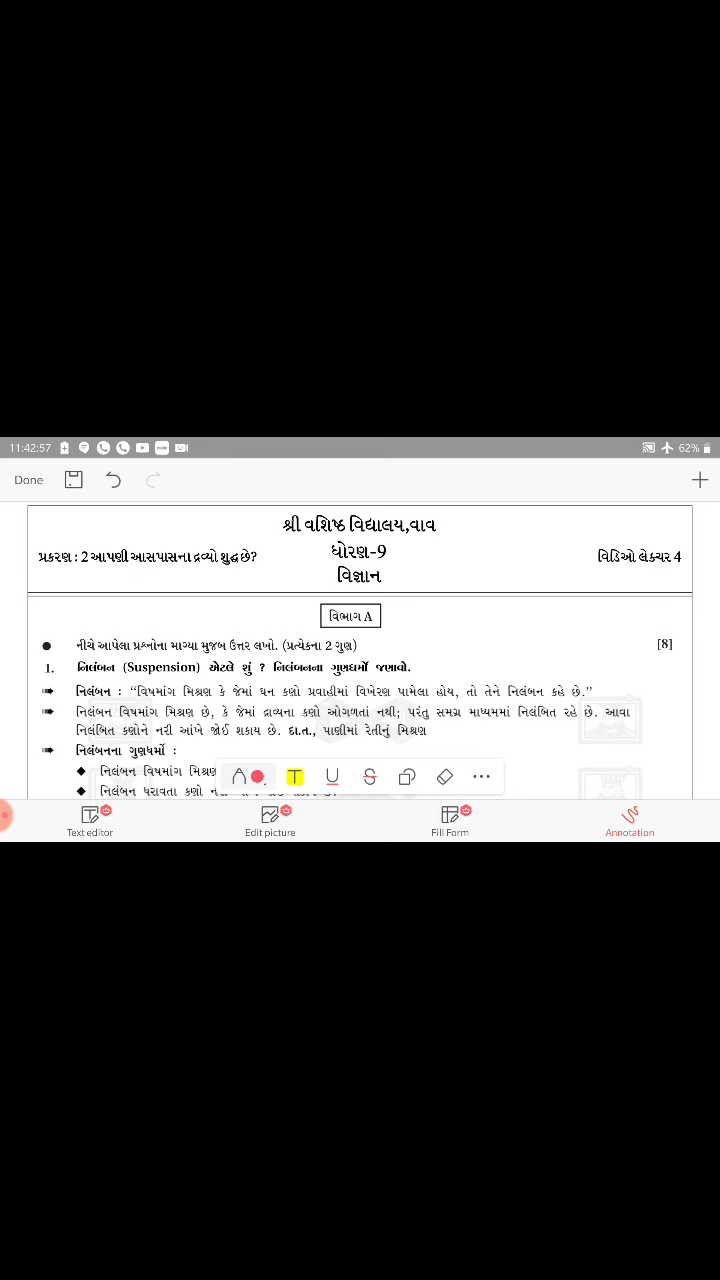 11:42:57 62%
Done
શ્રી વશિષ્ઠ વિદ્યાલય,વાવ
પ્રકરણ : 2 આપણી આસપાસના દ્રવ્યો શુદ્ધ છે? ધોરણ-9 વિડિઓ લેક્ચર 4
વિજ્ઞાન
વિભાગ A
● નીચે આપેલા પ્રશ્નોના માગ્યા મુજબ ઉત્તર લખો. (પ્રત્યેકના 2 ગુણ) [8]
1. નિલંબન (Suspension) એટલે શું ? નિલંબનના ગુણધર્મો જણાવો.
➠ નિલંબન : “વિષમાંગ મિશ્રણ કે જેમાં ઘન કણો પ્રવાહીમાં વિખેરણ પામેલા હોય, તો તેને નિલંબન કહે છે.”
➠ નિલંબન વિષમાંગ મિશ્રણ છે, કે જેમાં દ્રાવ્યના કણો ઓગળતાં નથી; પરંતુ સમગ્ર માધ્યમમાં નિલંબિત રહે છે. આવા
નિલંબિત કણોને નરી આંખે જોઈ શકાય છે. દા.ત., પાણીમાં રેતીનું મિશ્રણ
➠ નિલંબનના ગુણધર્મો :
◆ નિલંબન વિષમાંગ મિશ્રણ
◆ નિલંબન ધરાવતા કણો
Text editor Edit picture Fill Form Annotation